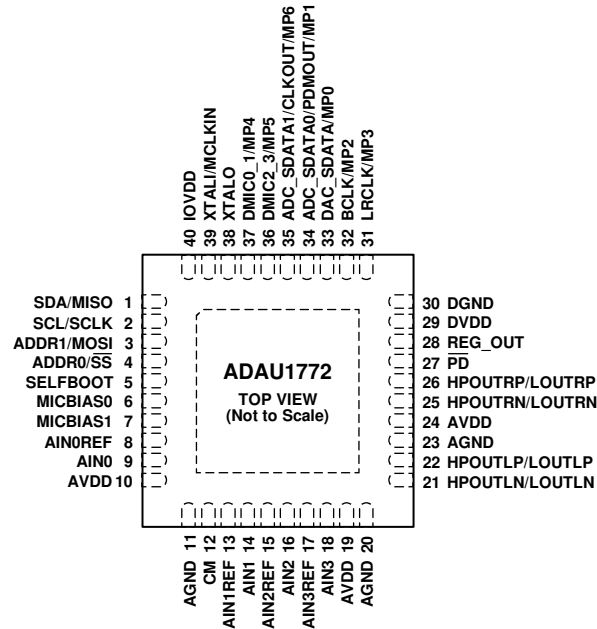 40 IOVDD
39 XTALI/MCLKIN
38 XTALO
37 DMIC0_1/MP4
36 DMIC2_3/MP5
35 ADC_SDATA1/CLKOUT/MP6
34 ADC_SDATA0/PDMOUT/MP1
33 DAC_SDATA/MP0
32 BCLK/MP2
31 LRCLK/MP3
SDA/MISO 1
SCL/SCLK 2
ADDR1/MOSI 3
ADDR0/S̅S̅ 4
SELFBOOT 5
MICBIAS0 6
MICBIAS1 7
AIN0REF 8
AIN0 9
AVDD 10
ADAU1772
TOP VIEW
(Not to Scale)
30 DGND
29 DVDD
28 REG_OUT
27 P̅D̅
26 HPOUTRP/LOUTRP
25 HPOUTRN/LOUTRN
24 AVDD
23 AGND
22 HPOUTLP/LOUTLP
21 HPOUTLN/LOUTLN
AGND 11
CM 12
AIN1REF 13
AIN1 14
AIN2REF 15
AIN2 16
AIN3REF 17
AIN3 18
AVDD 19
AGND 20